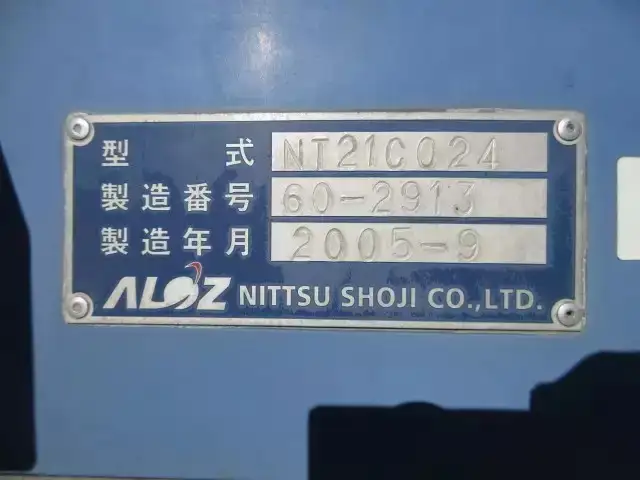 型 式 NT21C024
製造番号 60-2913
製造年月 2005-9
ALOZ NITTSU SHOJI CO.,LTD.